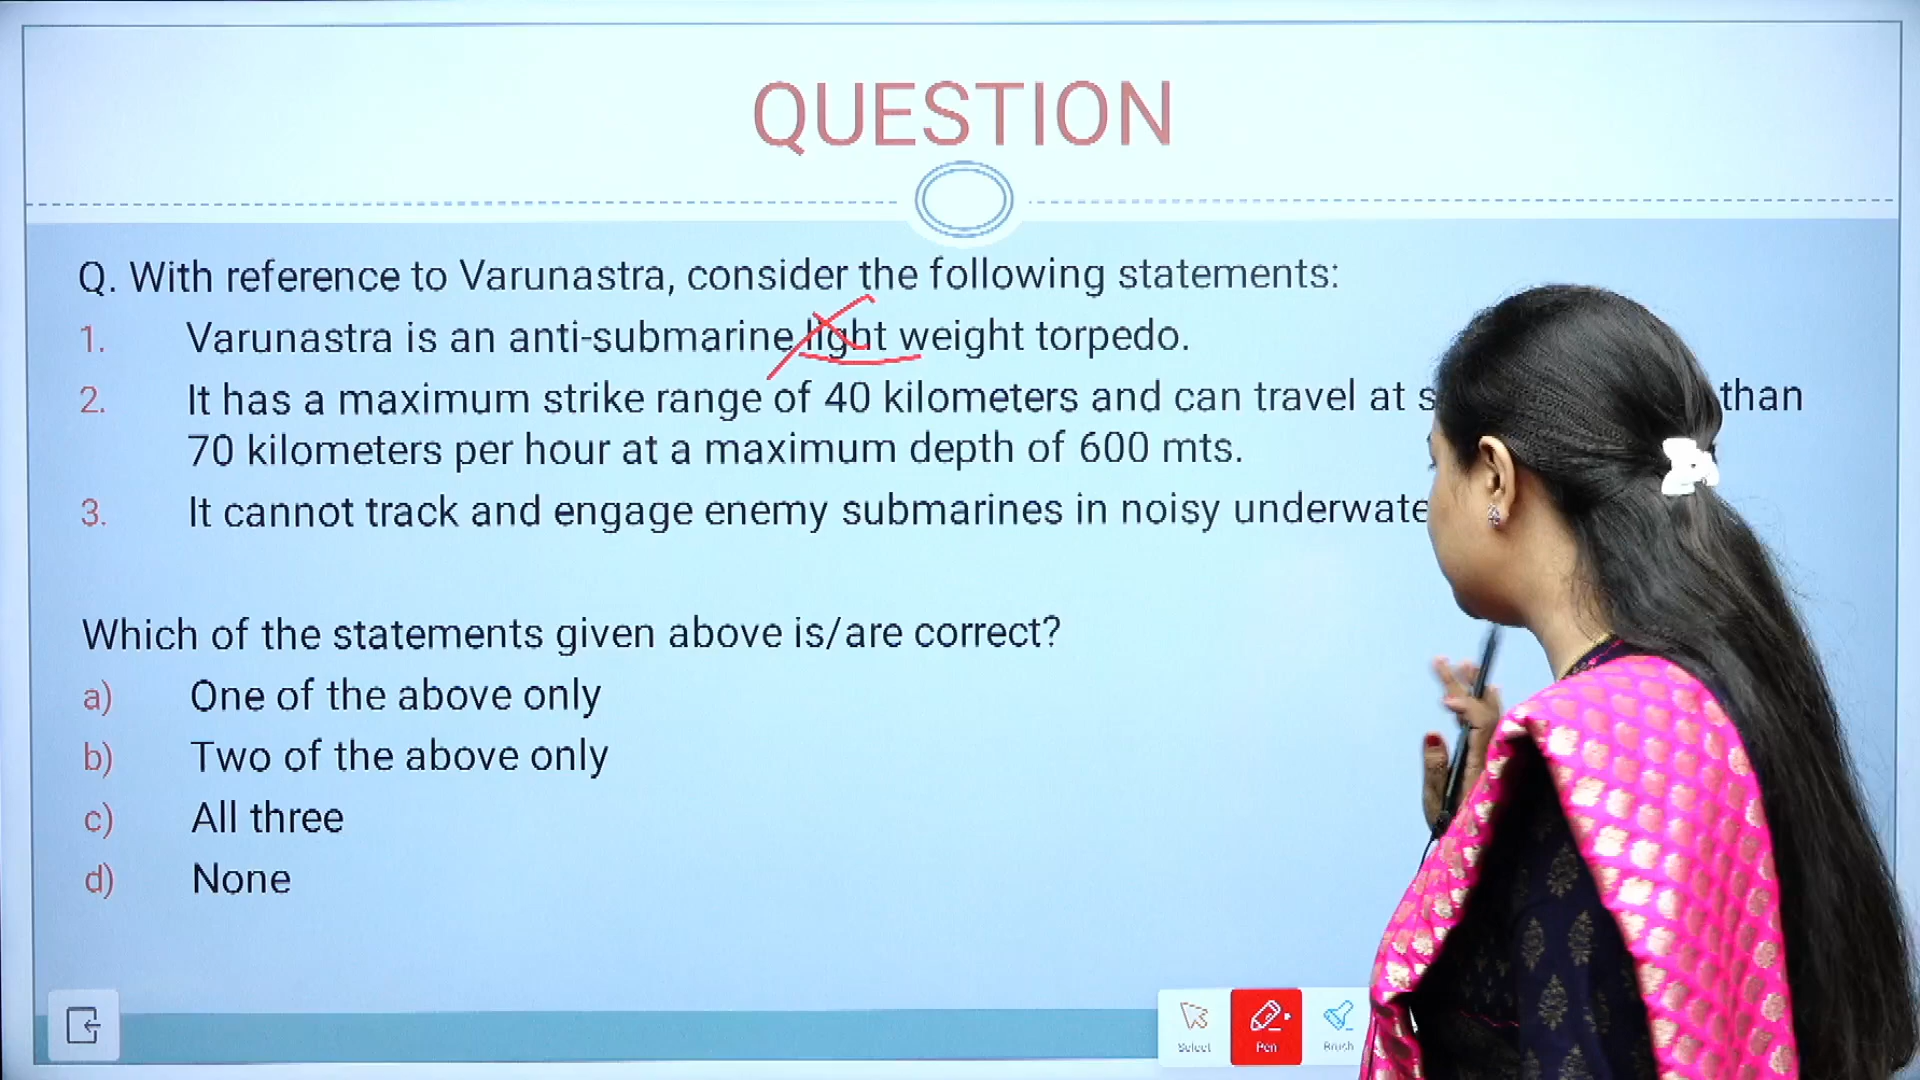 QUESTION
Q. With reference to Varunastra, consider the following statements:
1. Varunastra is an anti-submarine light weight torpedo.
2. It has a maximum strike range of 40 kilometers and can travel at than
70 kilometers per hour at a maximum depth of 600 mts.
3. It cannot track and engage enemy submarines in noisy
Which of the statements given above is/are correct?
a) One of the above only
b) Two of the above only
c) All three
d) None
Select Pen Brush